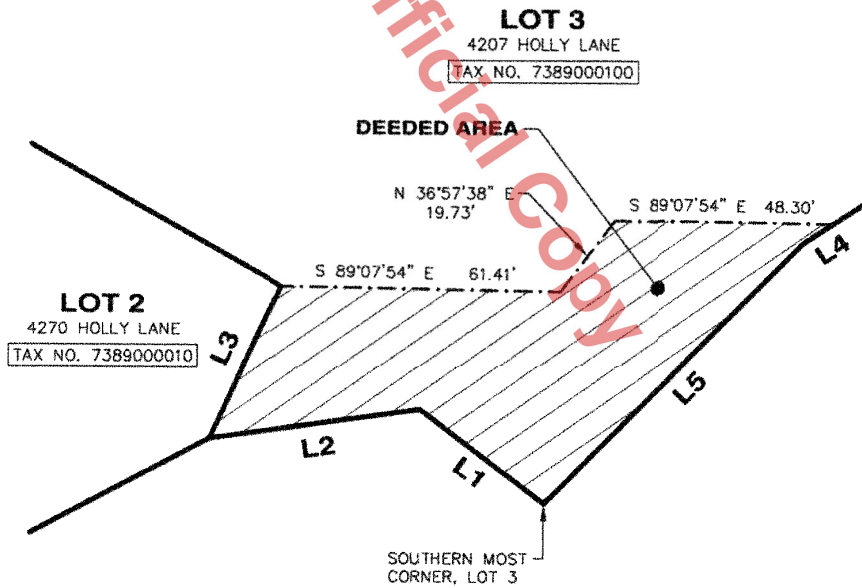 LOT 3
4207 HOLLY LANE
TAX NO. 7389000100
DEEDED AREA
N 36°57'38" E
19.73'
S 89°07'54" E 48.30'
S 89°07'54" E 61.41'
LOT 2
4270 HOLLY LANE
TAX NO. 7389000010
L3
L4
L5
L2
L1
SOUTHERN MOST
CORNER, LOT 3
fficial Copy